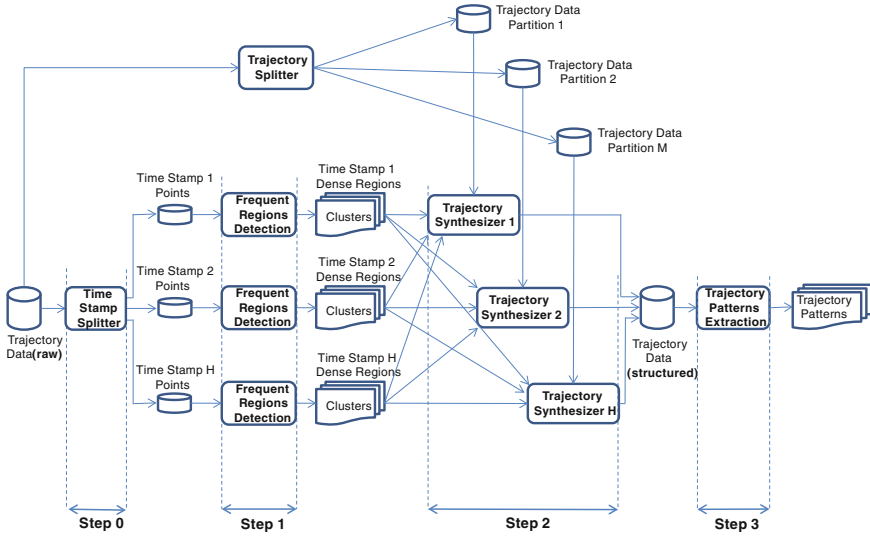 Trajectory Data
Partition 1
Trajectory
Splitter
Trajectory Data
Partition 2
Trajectory Data
Partition M
Time Stamp 1
Points
Frequent
Regions
Detection
Time Stamp 1
Dense Regions
Clusters
Trajectory
Synthesizer 1
Time
Stamp
Splitter
Trajectory
Data(raw)
Time Stamp 2
Points
Frequent
Regions
Detection
Time Stamp 2
Dense Regions
Clusters
Trajectory
Synthesizer 2
Trajectory
Data
(structured)
Trajectory
Patterns
Extraction
Trajectory
Patterns
Time Stamp H
Points
Frequent
Regions
Detection
Time Stamp H
Dense Regions
Clusters
Trajectory
Synthesizer H
Step 0
Step 1
Step 2
Step 3